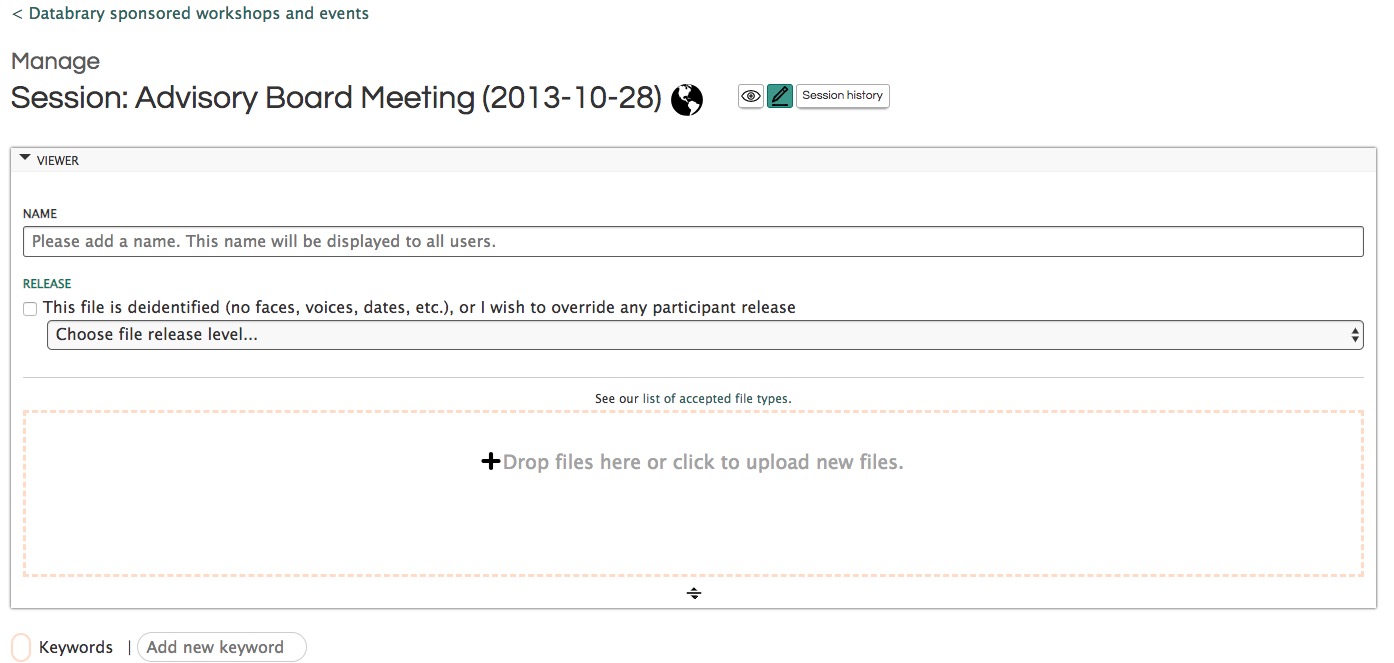 < Databrary sponsored workshops and events
Manage
Session: Advisory Board Meeting (2013-10-28)
Session history
VIEWER
NAME
Please add a name. This name will be displayed to all users.
RELEASE
This file is deidentified (no faces, voices, dates, etc.), or I wish to override any participant release
Choose file release level...
See our list of accepted file types.
Drop files here or click to upload new files.
Keywords | Add new keyword